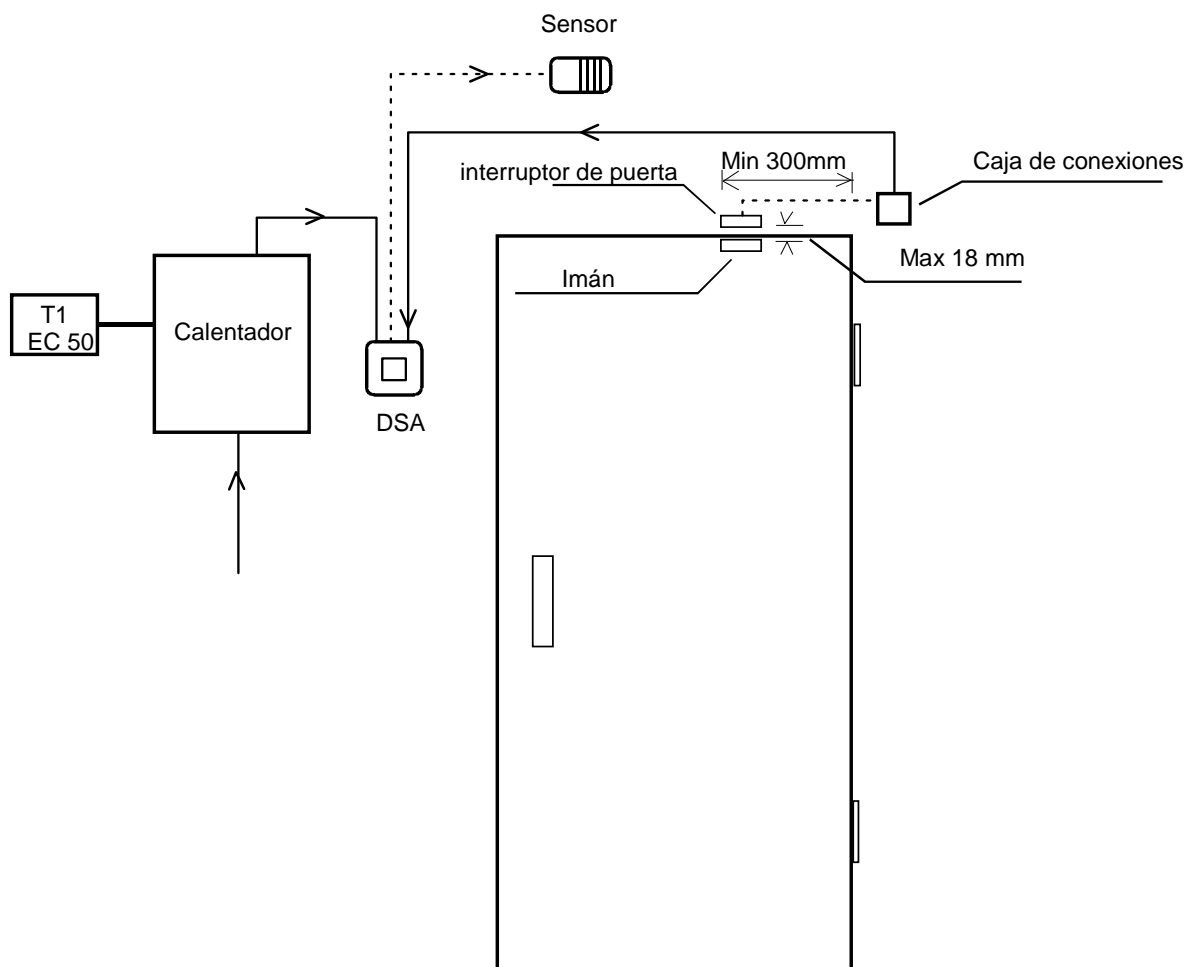 Sensor
Min 300mm
Caja de conexiones
interruptor de puerta
Max 18 mm
Imán
T1
EC 50
Calentador
DSA